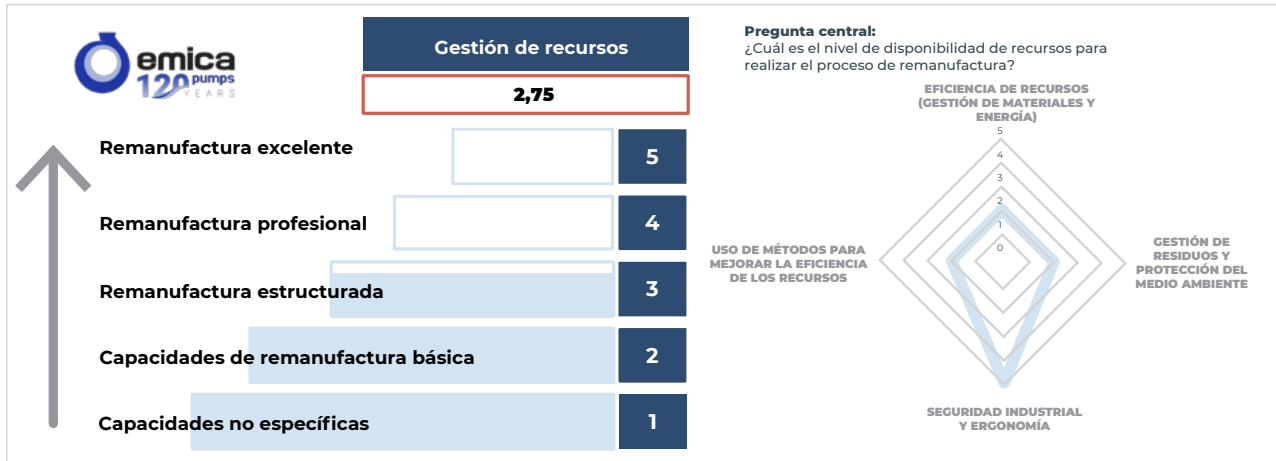 emica
pumps
120
YEARS
Gestión de recursos
2,75
Remanufactura excelente
5
Remanufactura profesional
4
Remanufactura estructurada
3
Capacidades de remanufactura básica
2
Capacidades no específicas
1
Pregunta central:
¿Cuál es el nivel de disponibilidad de recursos para
realizar el proceso de remanufactura?
EFICIENCIA DE RECURSOS
(GESTIÓN DE MATERIALES Y
ENERGÍA)
5
4
3
2
1
0
USO DE MÉTODOS PARA
MEJORAR LA EFICIENCIA
DE LOS RECURSOS
GESTIÓN DE
RESIDUOS Y
PROTECCIÓN DEL
MEDIO AMBIENTE
SEGURIDAD INDUSTRIAL
Y ERGONOMÍA